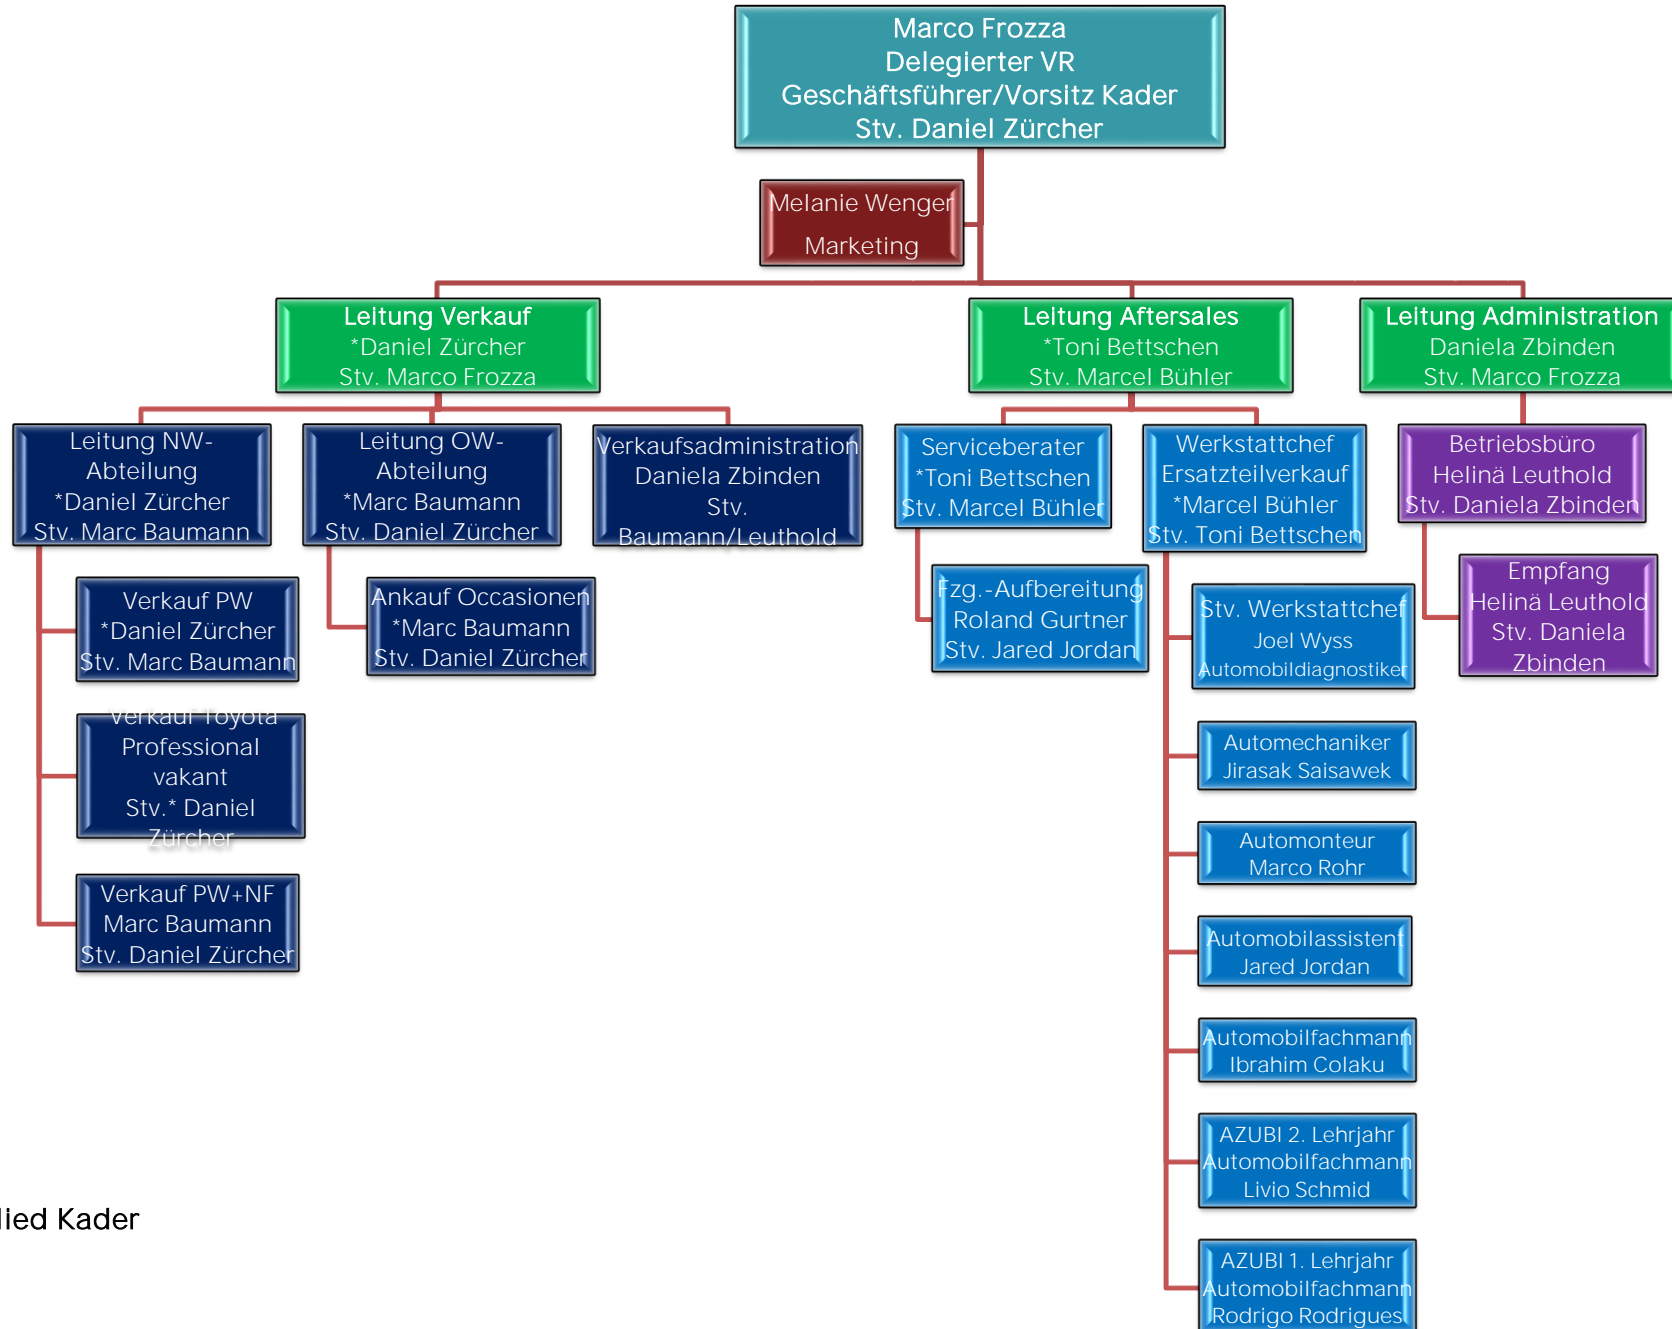 Marco Frozza
Delegierter VR
Geschäftsführer/Vorsitz Kader
Stv. Daniel Zürcher
Melanie Wenger
Marketing
Leitung Verkauf
*Daniel Zürcher
Stv. Marco Frozza
Leitung Aftersales
*Toni Bettschen
Stv. Marcel Bühler
Leitung Administration
Daniela Zbinden
Stv. Marco Frozza
Leitung NW-
Abteilung
*Daniel Zürcher
Stv. Marc Baumann
Leitung OW-
Abteilung
*Marc Baumann
Stv. Daniel Zürcher
Verkaufsadministration
Daniela Zbinden
Stv.
Baumann/Leuthold
Serviceberater
*Toni Bettschen
Stv. Marcel Bühler
Werkstattchef
Ersatzteilverkauf
*Marcel Bühler
Stv. Toni Bettschen
Betriebsbüro
Helinä Leuthold
Stv. Daniela Zbinden
Verkauf PW
*Daniel Zürcher
Stv. Marc Baumann
Ankauf Occasionen
*Marc Baumann
Stv. Daniel Zürcher
Fzg.-Aufbereitung
Roland Gurtner
Stv. Jared Jordan
Stv. Werkstattchef
Joel Wyss
Automobildiagnostiker
Empfang
Helinä Leuthold
Stv. Daniela
Zbinden
Verkauf Toyota
Professional
vakant
Stv.* Daniel
Zürcher
Automechaniker
Jirasak Saisawek
Automonteur
Marco Rohr
Verkauf PW+NF
Marc Baumann
Stv. Daniel Zürcher
Automobilassistent
Jared Jordan
Automobilfachmann
Ibrahim Colaku
AZUBI 2. Lehrjahr
Automobilfachmann
Livio Schmid
lied Kader
AZUBI 1. Lehrjahr
Automobilfachmann
Rodrigo Rodrigues